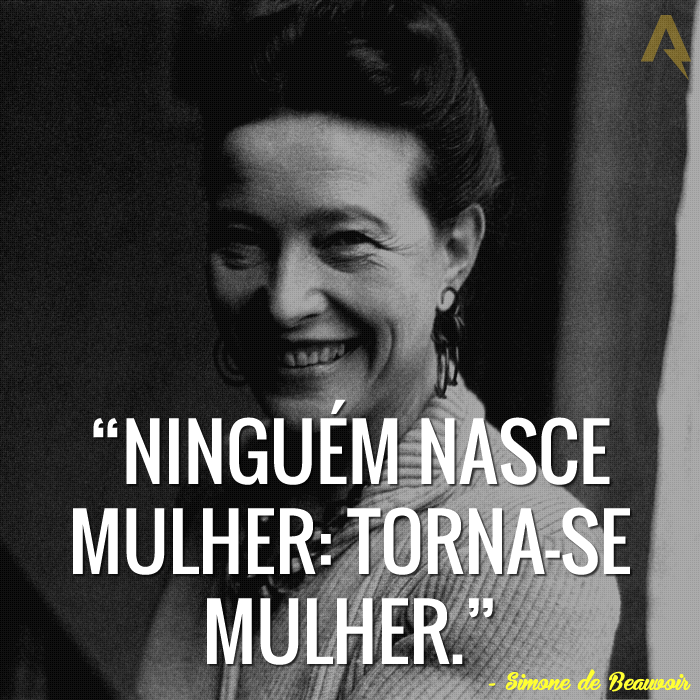 “NINGUÉM NASCE
MULHER: TORNA-SE
MULHER.”
- Simone de Beauvoir